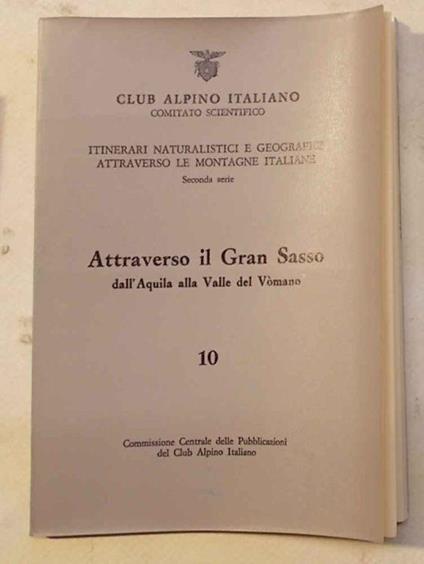 CLUB ALPINO ITALIANO
COMITATO SCIENTIFICO
ITINERARI NATURALISTICI E GEOGRAFICI
ATTRAVERSO LE MONTAGNE ITALIANE
Seconda serie
Attraverso il Gran Sasso
dall'Aquila alla Valle del Vòmano
10
Commissione Centrale delle Pubblicazioni
del Club Alpino Italiano